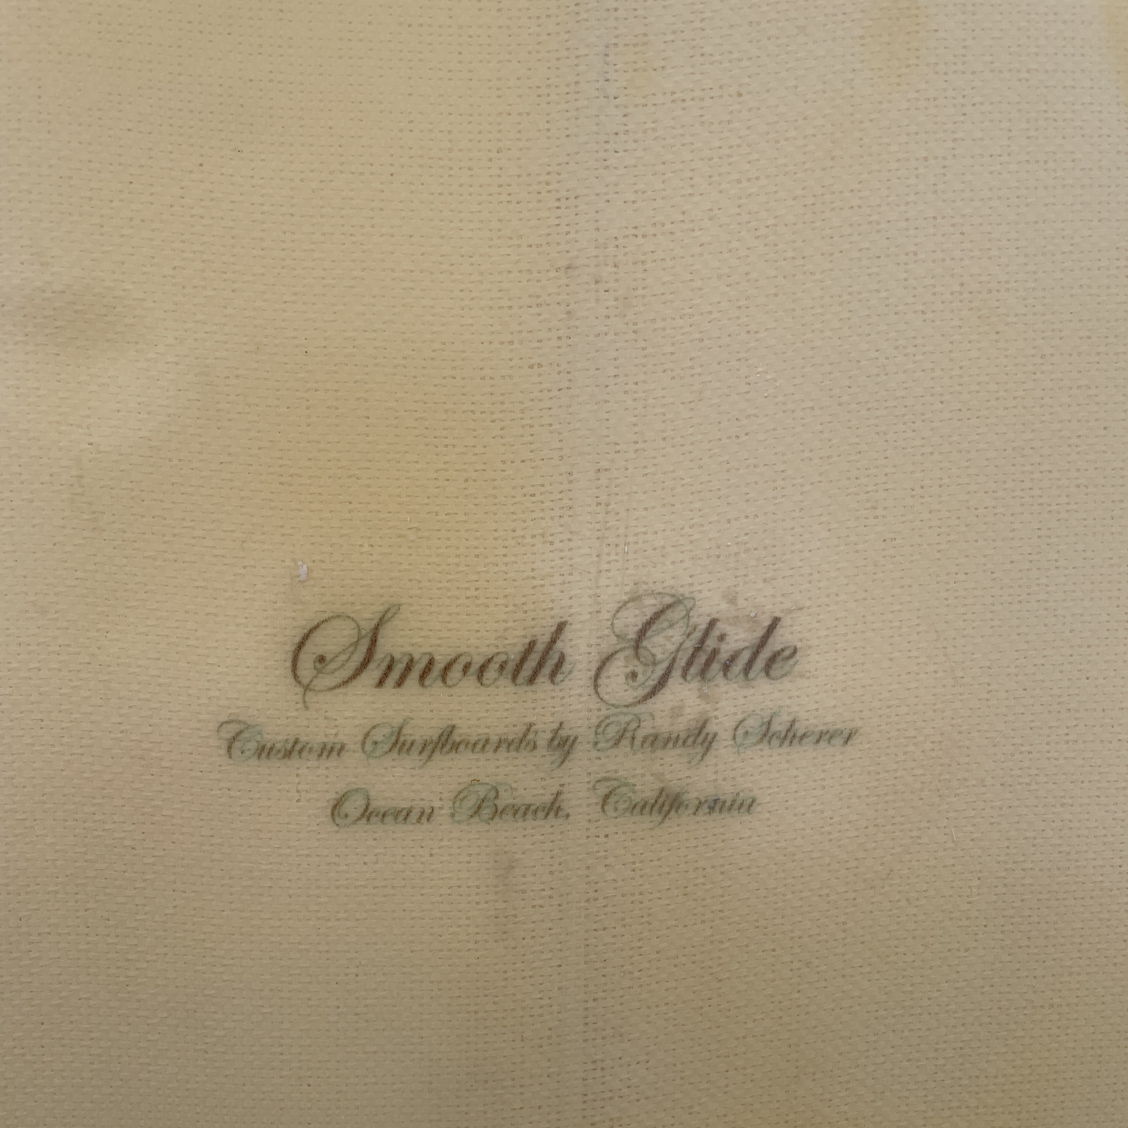 Smooth Glide
Custom Surfboards by Randy Scherer
Ocean Beach, California